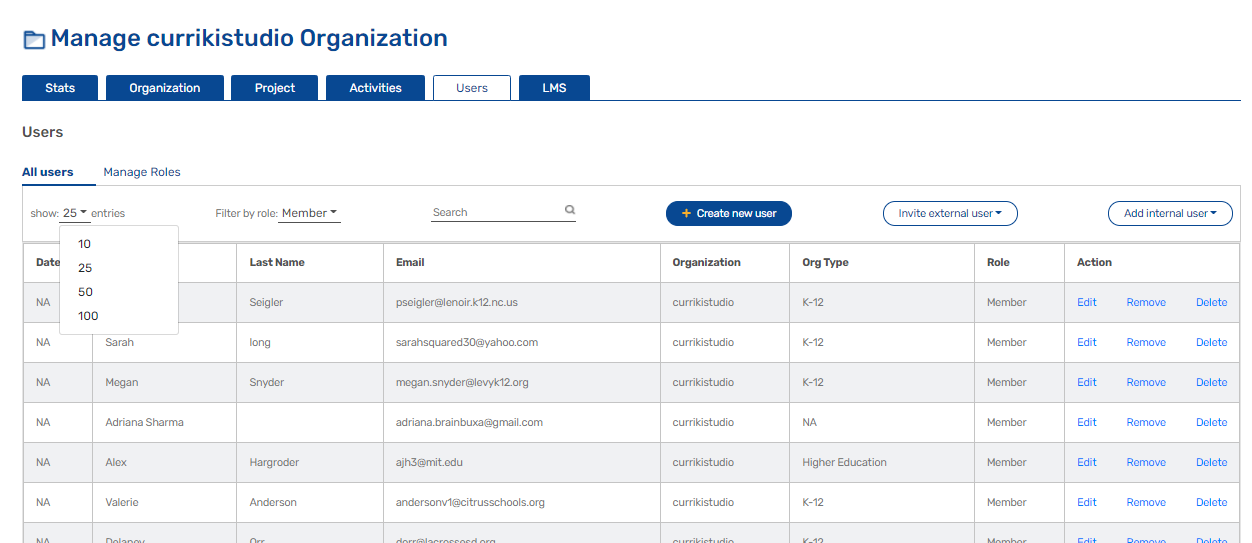 Manage currikistudio Organization
Stats Organization Project Activities Users LMS
Users
All users Manage Roles
show: 25 entries Filter by role: Member Search + Create new user Invite external user Add internal user
10
25
50
100
Date Last Name Email Organization Org Type Role Action
NA Seigler pseigler@lenoir.k12.nc.us currikistudio K-12 Member Edit Remove Delete
NA Sarah long sarahsquared30@yahoo.com currikistudio K-12 Member Edit Remove Delete
NA Megan Snyder megan.snyder@levyk12.org currikistudio K-12 Member Edit Remove Delete
NA Adriana Sharma adriana.brainbuxa@gmail.com currikistudio NA Member Edit Remove Delete
NA Alex Hargroder ajh3@mit.edu currikistudio Higher Education Member Edit Remove Delete
NA Valerie Anderson andersonv1@citrusschools.org currikistudio K-12 Member Edit Remove Delete
NA Delaney Orr dorr@lacrossesd.org currikistudio K-12 Member Edit Remove Delete